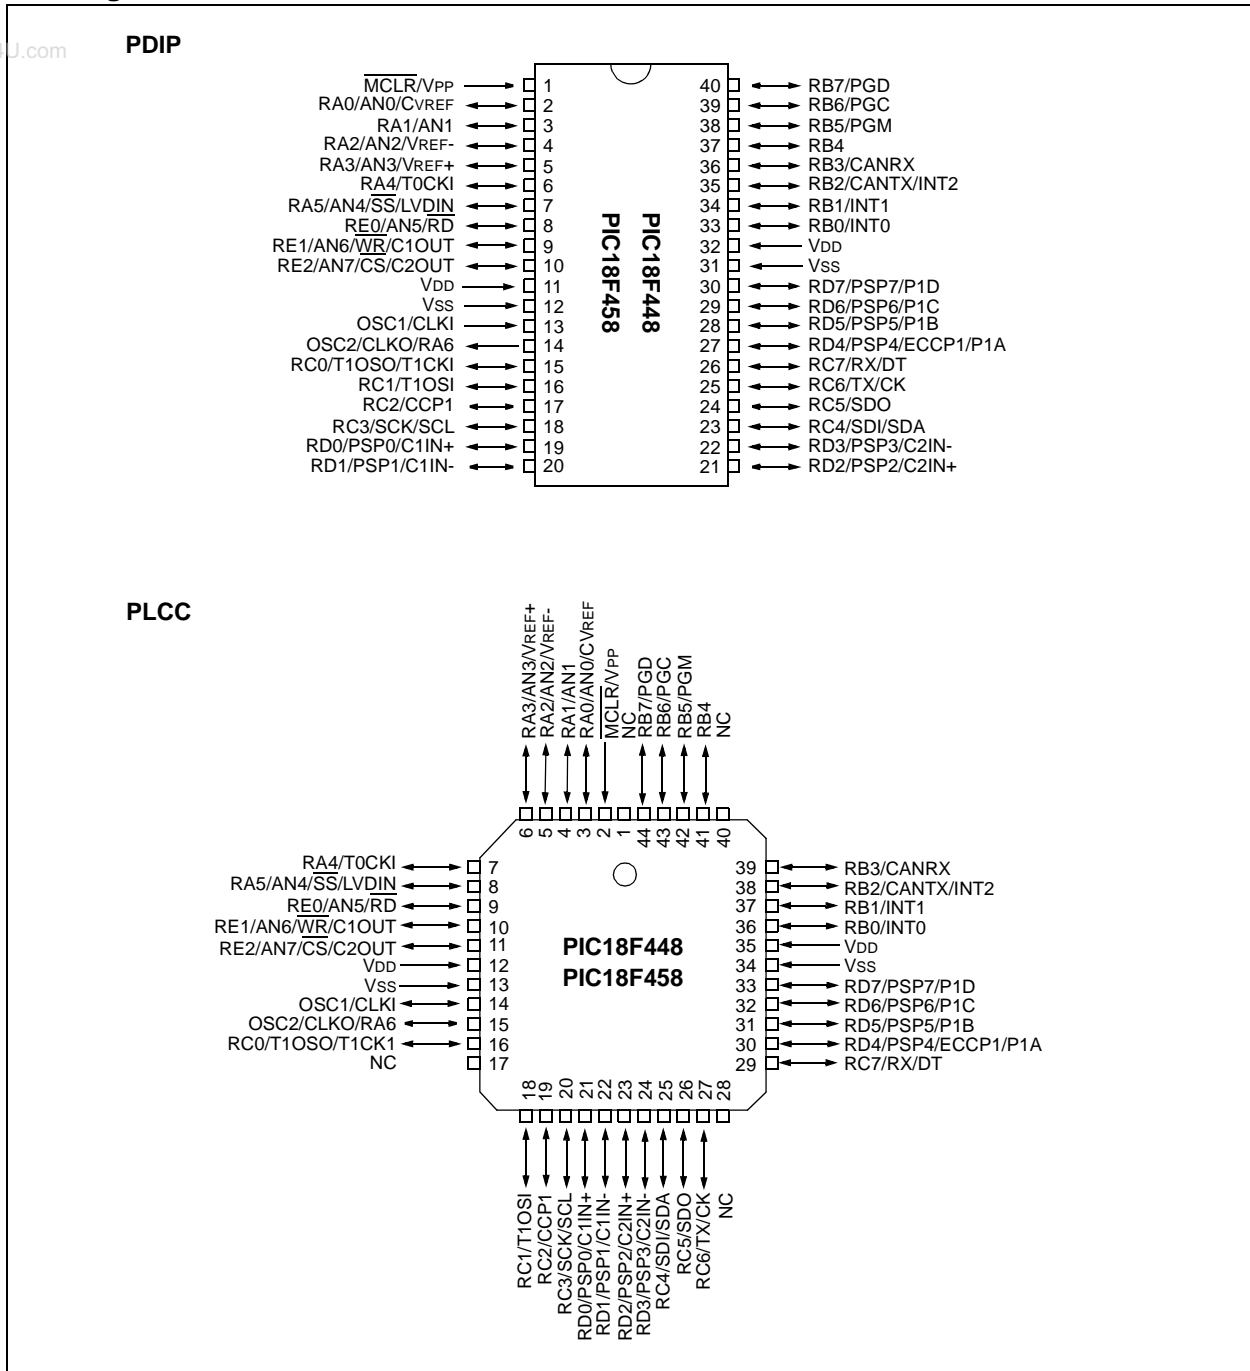 4U.com
PDIP
MCLR/VPP 1
RA0/AN0/CVREF 2
RA1/AN1 3
RA2/AN2/VREF- 4
RA3/AN3/VREF+ 5
RA4/T0CKI 6
RA5/AN4/SS/LVDIN 7
RE0/AN5/RD 8
RE1/AN6/WR/C1OUT 9
RE2/AN7/CS/C2OUT 10
VDD 11
VSS 12
OSC1/CLKI 13
OSC2/CLKO/RA6 14
RC0/T1OSO/T1CKI 15
RC1/T1OSI 16
RC2/CCP1 17
RC3/SCK/SCL 18
RD0/PSP0/C1IN+ 19
RD1/PSP1/C1IN- 20
PIC18F448
PIC18F458
40 RB7/PGD
39 RB6/PGC
38 RB5/PGM
37 RB4
36 RB3/CANRX
35 RB2/CANTX/INT2
34 RB1/INT1
33 RB0/INT0
32 VDD
31 VSS
30 RD7/PSP7/P1D
29 RD6/PSP6/P1C
28 RD5/PSP5/P1B
27 RD4/PSP4/ECCP1/P1A
26 RC7/RX/DT
25 RC6/TX/CK
24 RC5/SDO
23 RC4/SDI/SDA
22 RD3/PSP3/C2IN-
21 RD2/PSP2/C2IN+
PLCC
RA3/AN3/VREF+ 6
RA2/AN2/VREF- 5
RA1/AN1 4
RA0/AN0/CVREF 3
MCLR/VPP 2
NC 1
RB7/PGD 44
RB6/PGC 43
RB5/PGM 42
RB4 41
NC 40
RA4/T0CKI 7
RA5/AN4/SS/LVDIN 8
RE0/AN5/RD 9
RE1/AN6/WR/C1OUT 10
RE2/AN7/CS/C2OUT 11
VDD 12
VSS 13
OSC1/CLKI 14
OSC2/CLKO/RA6 15
RC0/T1OSO/T1CK1 16
NC 17
PIC18F448
PIC18F458
39 RB3/CANRX
38 RB2/CANTX/INT2
37 RB1/INT1
36 RB0/INT0
35 VDD
34 VSS
33 RD7/PSP7/P1D
32 RD6/PSP6/P1C
31 RD5/PSP5/P1B
30 RD4/PSP4/ECCP1/P1A
29 RC7/RX/DT
18 RC1/T1OSI
19 RC2/CCP1
20 RC3/SCK/SCL
21 RD0/PSP0/C1IN+
22 RD1/PSP1/C1IN-
23 RD2/PSP2/C2IN+
24 RD3/PSP3/C2IN-
25 RC4/SDI/SDA
26 RC5/SDO
27 RC6/TX/CK
28 NC